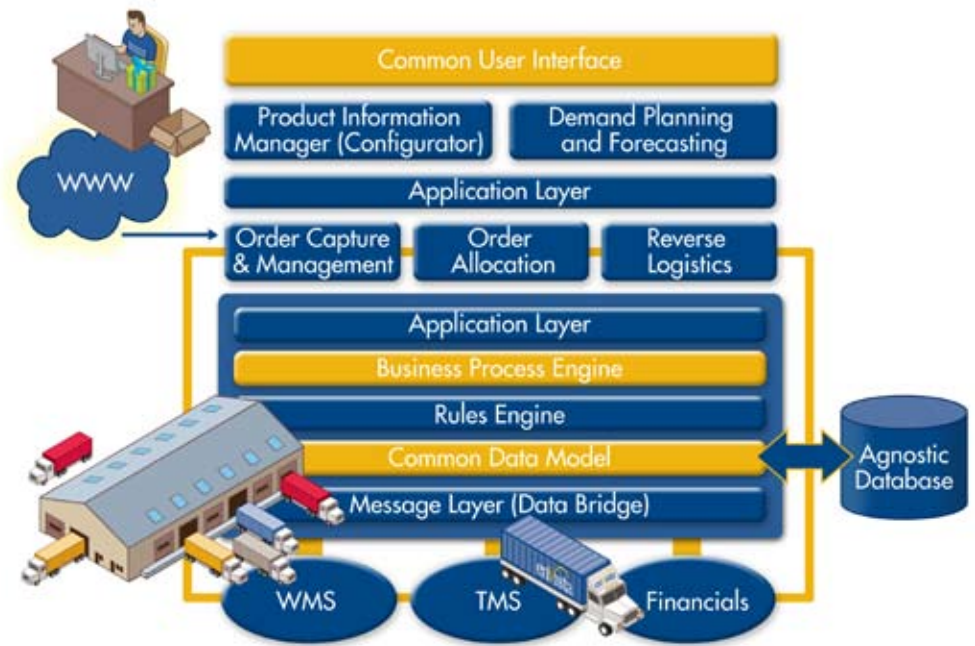 Common User Interface
Product Information
Manager (Configurator)
Demand Planning
and Forecasting
Application Layer
WWW
Order Capture
& Management
Order
Allocation
Reverse
Logistics
Application Layer
Business Process Engine
Rules Engine
Common Data Model
Agnostic
Database
Message Layer (Data Bridge)
WMS
TMS
Financials